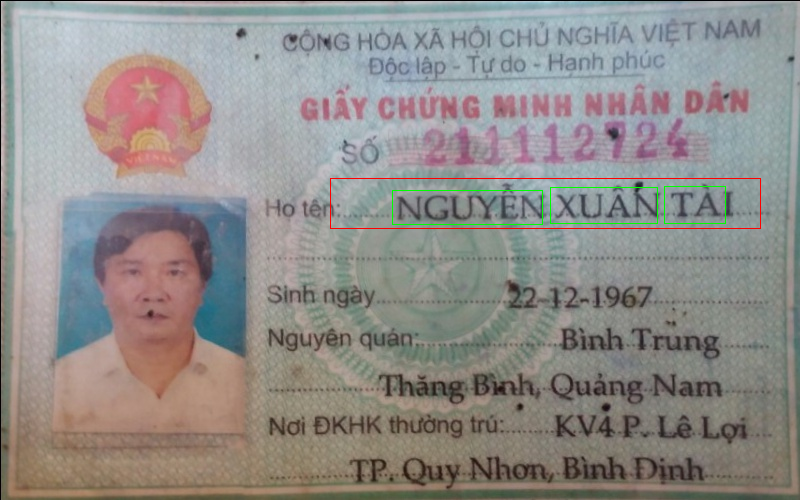 CỘNG HÒA XÃ HỘI CHỦ NGHĨA VIỆT NAM
Độc lập - Tự do - Hạnh phúc
GIẤY CHỨNG MINH NHÂN DÂN
SỐ 211112724
VIETNAM
Họ tên: NGUYỄN XUÂN TÀI
Sinh ngày 22-12-1967
Nguyên quán: Bình Trung
Thăng Bình, Quảng Nam
Nơi ĐKHK thường trú: KV4 P. Lê Lợi
TP. Quy Nhơn, Bình Định